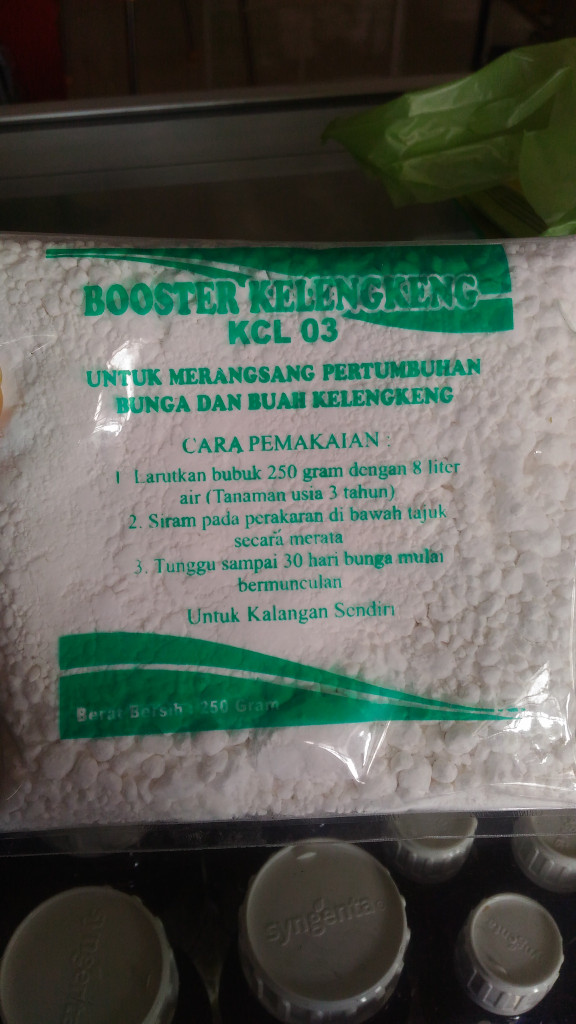 BOOSTER KELENGKENG
KCL 03
UNTUK MERANGSANG PERTUMBUHAN
BUNGA DAN BUAH KELENGKENG
CARA PEMAKAIAN :
1 Larutkan bubuk 250 gram dengan 8 liter
air (Tanaman usia 3 tahun)
2. Siram pada perakaran di bawah tajuk
secara merata
3. Tunggu sampai 30 hari bunga mulai
bermunculan
Untuk Kalangan Sendiri
Berat Bersih : 250 Gram
syngenta
syngenta
syngenta